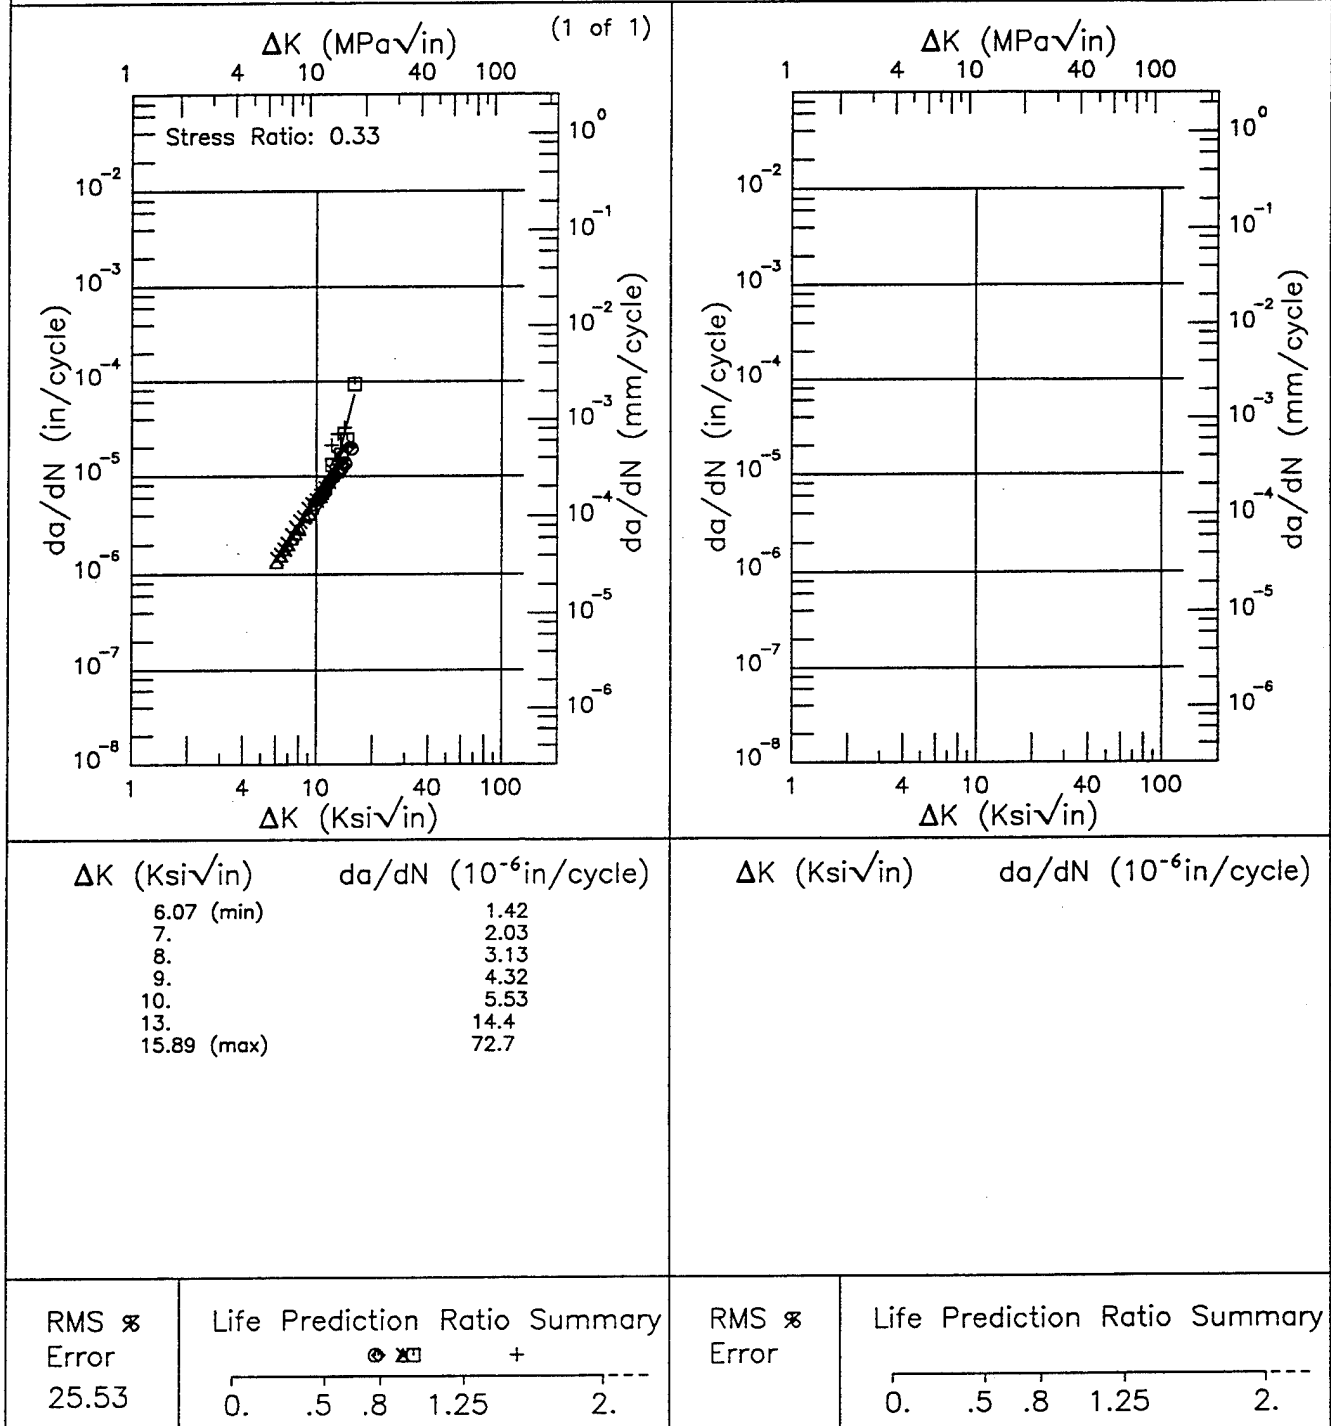 (1 of 1)
ΔK (MPa√in)
1 4 10 40 100
Stress Ratio: 0.33
da/dN (in/cycle)
10⁻²
10⁻³
10⁻⁴
10⁻⁵
10⁻⁶
10⁻⁷
10⁻⁸
10⁰
10⁻¹
10⁻²
10⁻³
10⁻⁴
10⁻⁵
10⁻⁶
da/dN (mm/cycle)
1 4 10 40 100
ΔK (Ksi√in)
ΔK (MPa√in)
1 4 10 40 100
da/dN (in/cycle)
10⁻²
10⁻³
10⁻⁴
10⁻⁵
10⁻⁶
10⁻⁷
10⁻⁸
10⁰
10⁻¹
10⁻²
10⁻³
10⁻⁴
10⁻⁵
10⁻⁶
da/dN (mm/cycle)
1 4 10 40 100
ΔK (Ksi√in)
ΔK (Ksi√in) da/dN (10⁻⁶in/cycle)
6.07 (min) 1.42
7. 2.03
8. 3.13
9. 4.32
10. 5.53
13. 14.4
15.89 (max) 72.7
ΔK (Ksi√in) da/dN (10⁻⁶in/cycle)
RMS %
Error
25.53
Life Prediction Ratio Summary
0. .5 .8 1.25 2.
RMS %
Error
Life Prediction Ratio Summary
0. .5 .8 1.25 2.